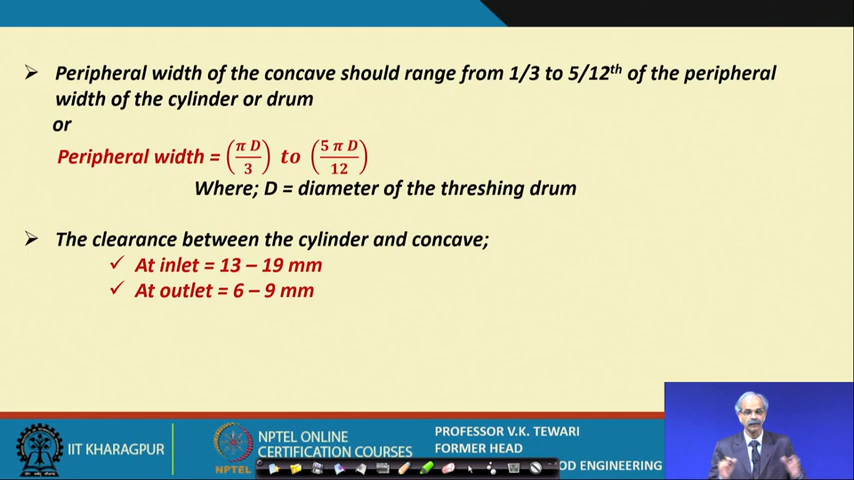 ➢ Peripheral width of the concave should range from 1/3 to 5/12th of the peripheral
width of the cylinder or drum
or
Peripheral width = (π D / 3) to (5 π D / 12)
Where; D = diameter of the threshing drum
➢ The clearance between the cylinder and concave;
✓ At inlet = 13 – 19 mm
✓ At outlet = 6 – 9 mm
IIT KHARAGPUR
NPTEL
NPTEL ONLINE
CERTIFICATION COURSES
PROFESSOR V.K. TEWARI
FORMER HEAD
OD ENGINEERING